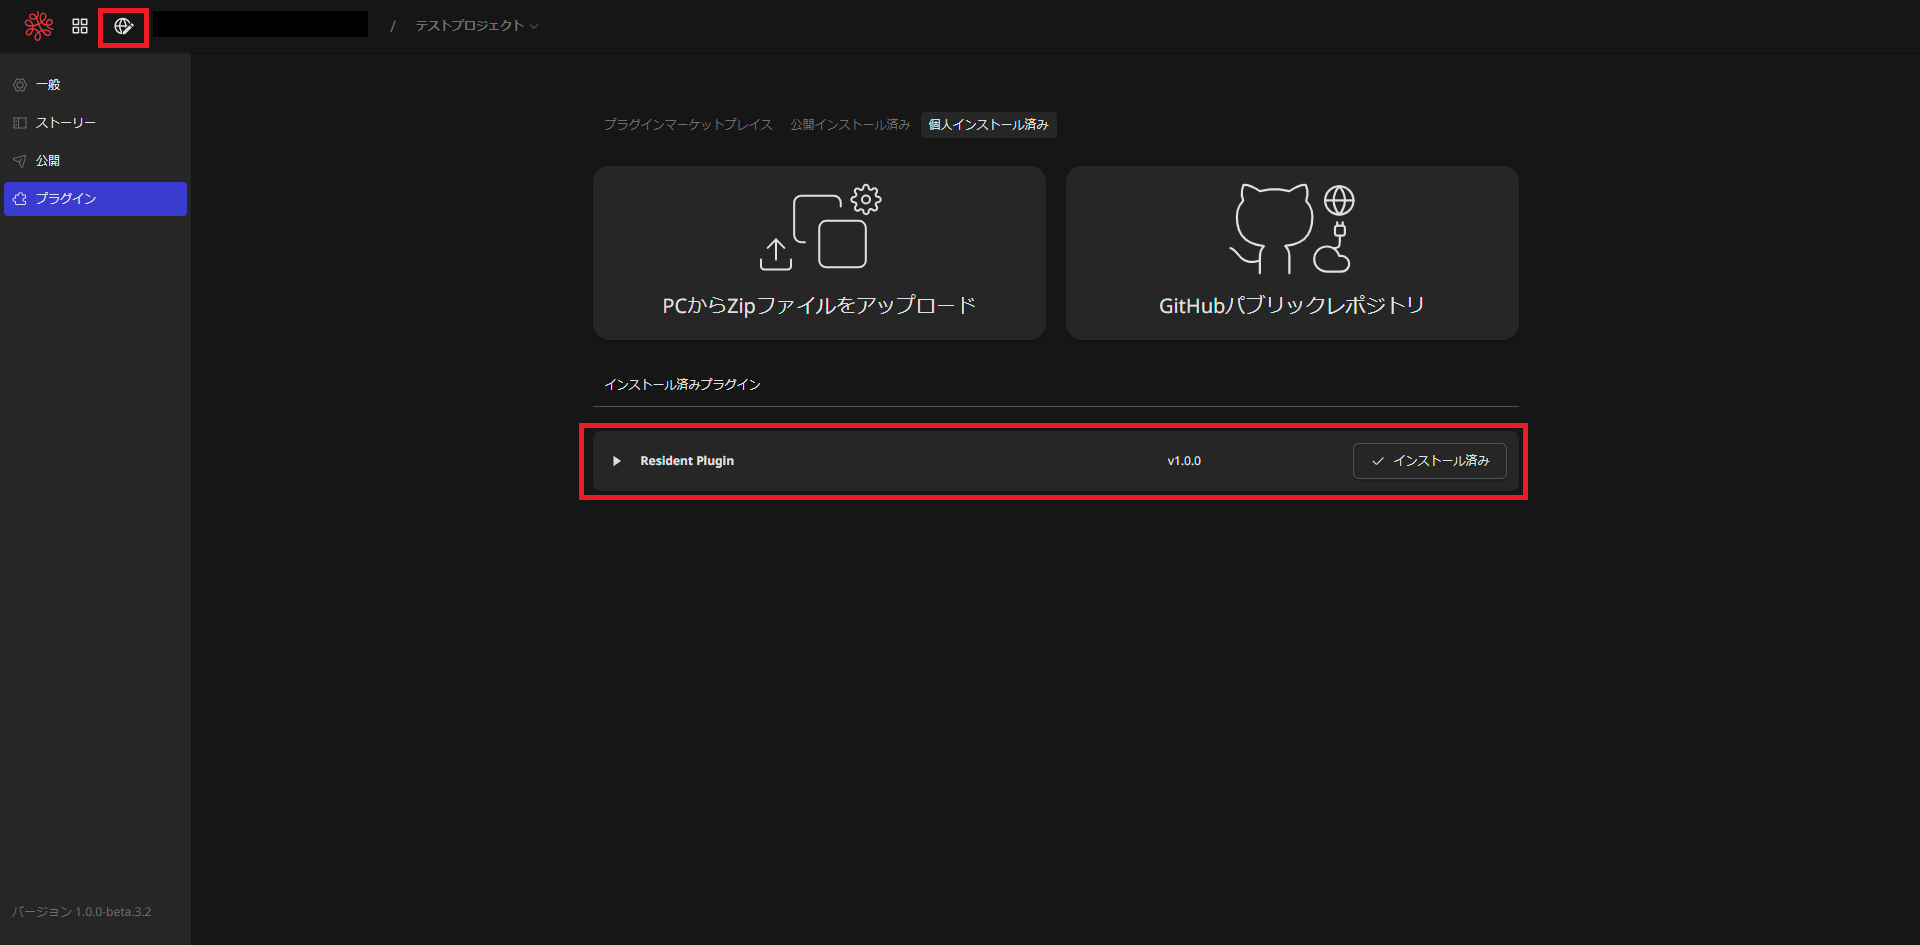 / テストプロジェクト
一般
ストーリー
公開
プラグイン
プラグインマーケットプレイス 公開インストール済み 個人インストール済み
PCからZipファイルをアップロード
GitHubパブリックレポジトリ
インストール済みプラグイン
Resident Plugin v1.0.0 インストール済み
バージョン 1.0.0-beta.3.2